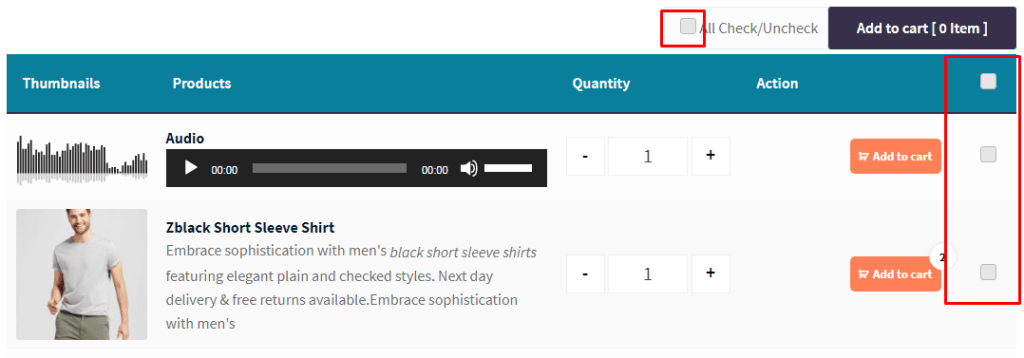 All Check/Uncheck Add to cart [ 0 Item ]
Thumbnails Products Quantity Action
Audio
00:00 00:00 - 1 + Add to cart
Zblack Short Sleeve Shirt
Embrace sophistication with men's black short sleeve shirts
featuring elegant plain and checked styles. Next day
delivery & free returns available.Embrace sophistication
with men's
- 1 + Add to cart 2